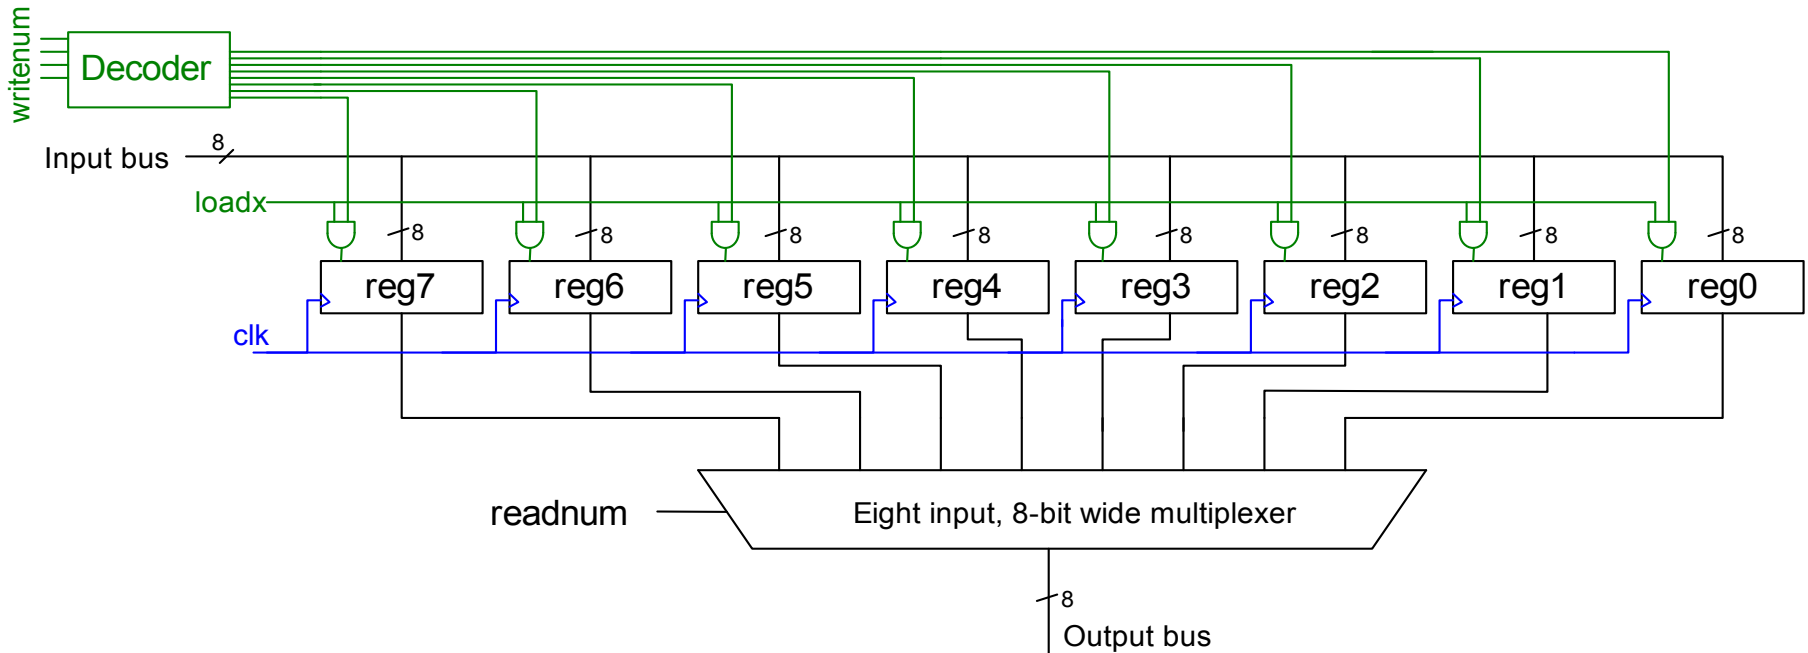 writenum
Decoder
Input bus
8
loadx
8
8
8
8
8
8
8
8
reg7
reg6
reg5
reg4
reg3
reg2
reg1
reg0
clk
readnum
Eight input, 8-bit wide multiplexer
8
Output bus